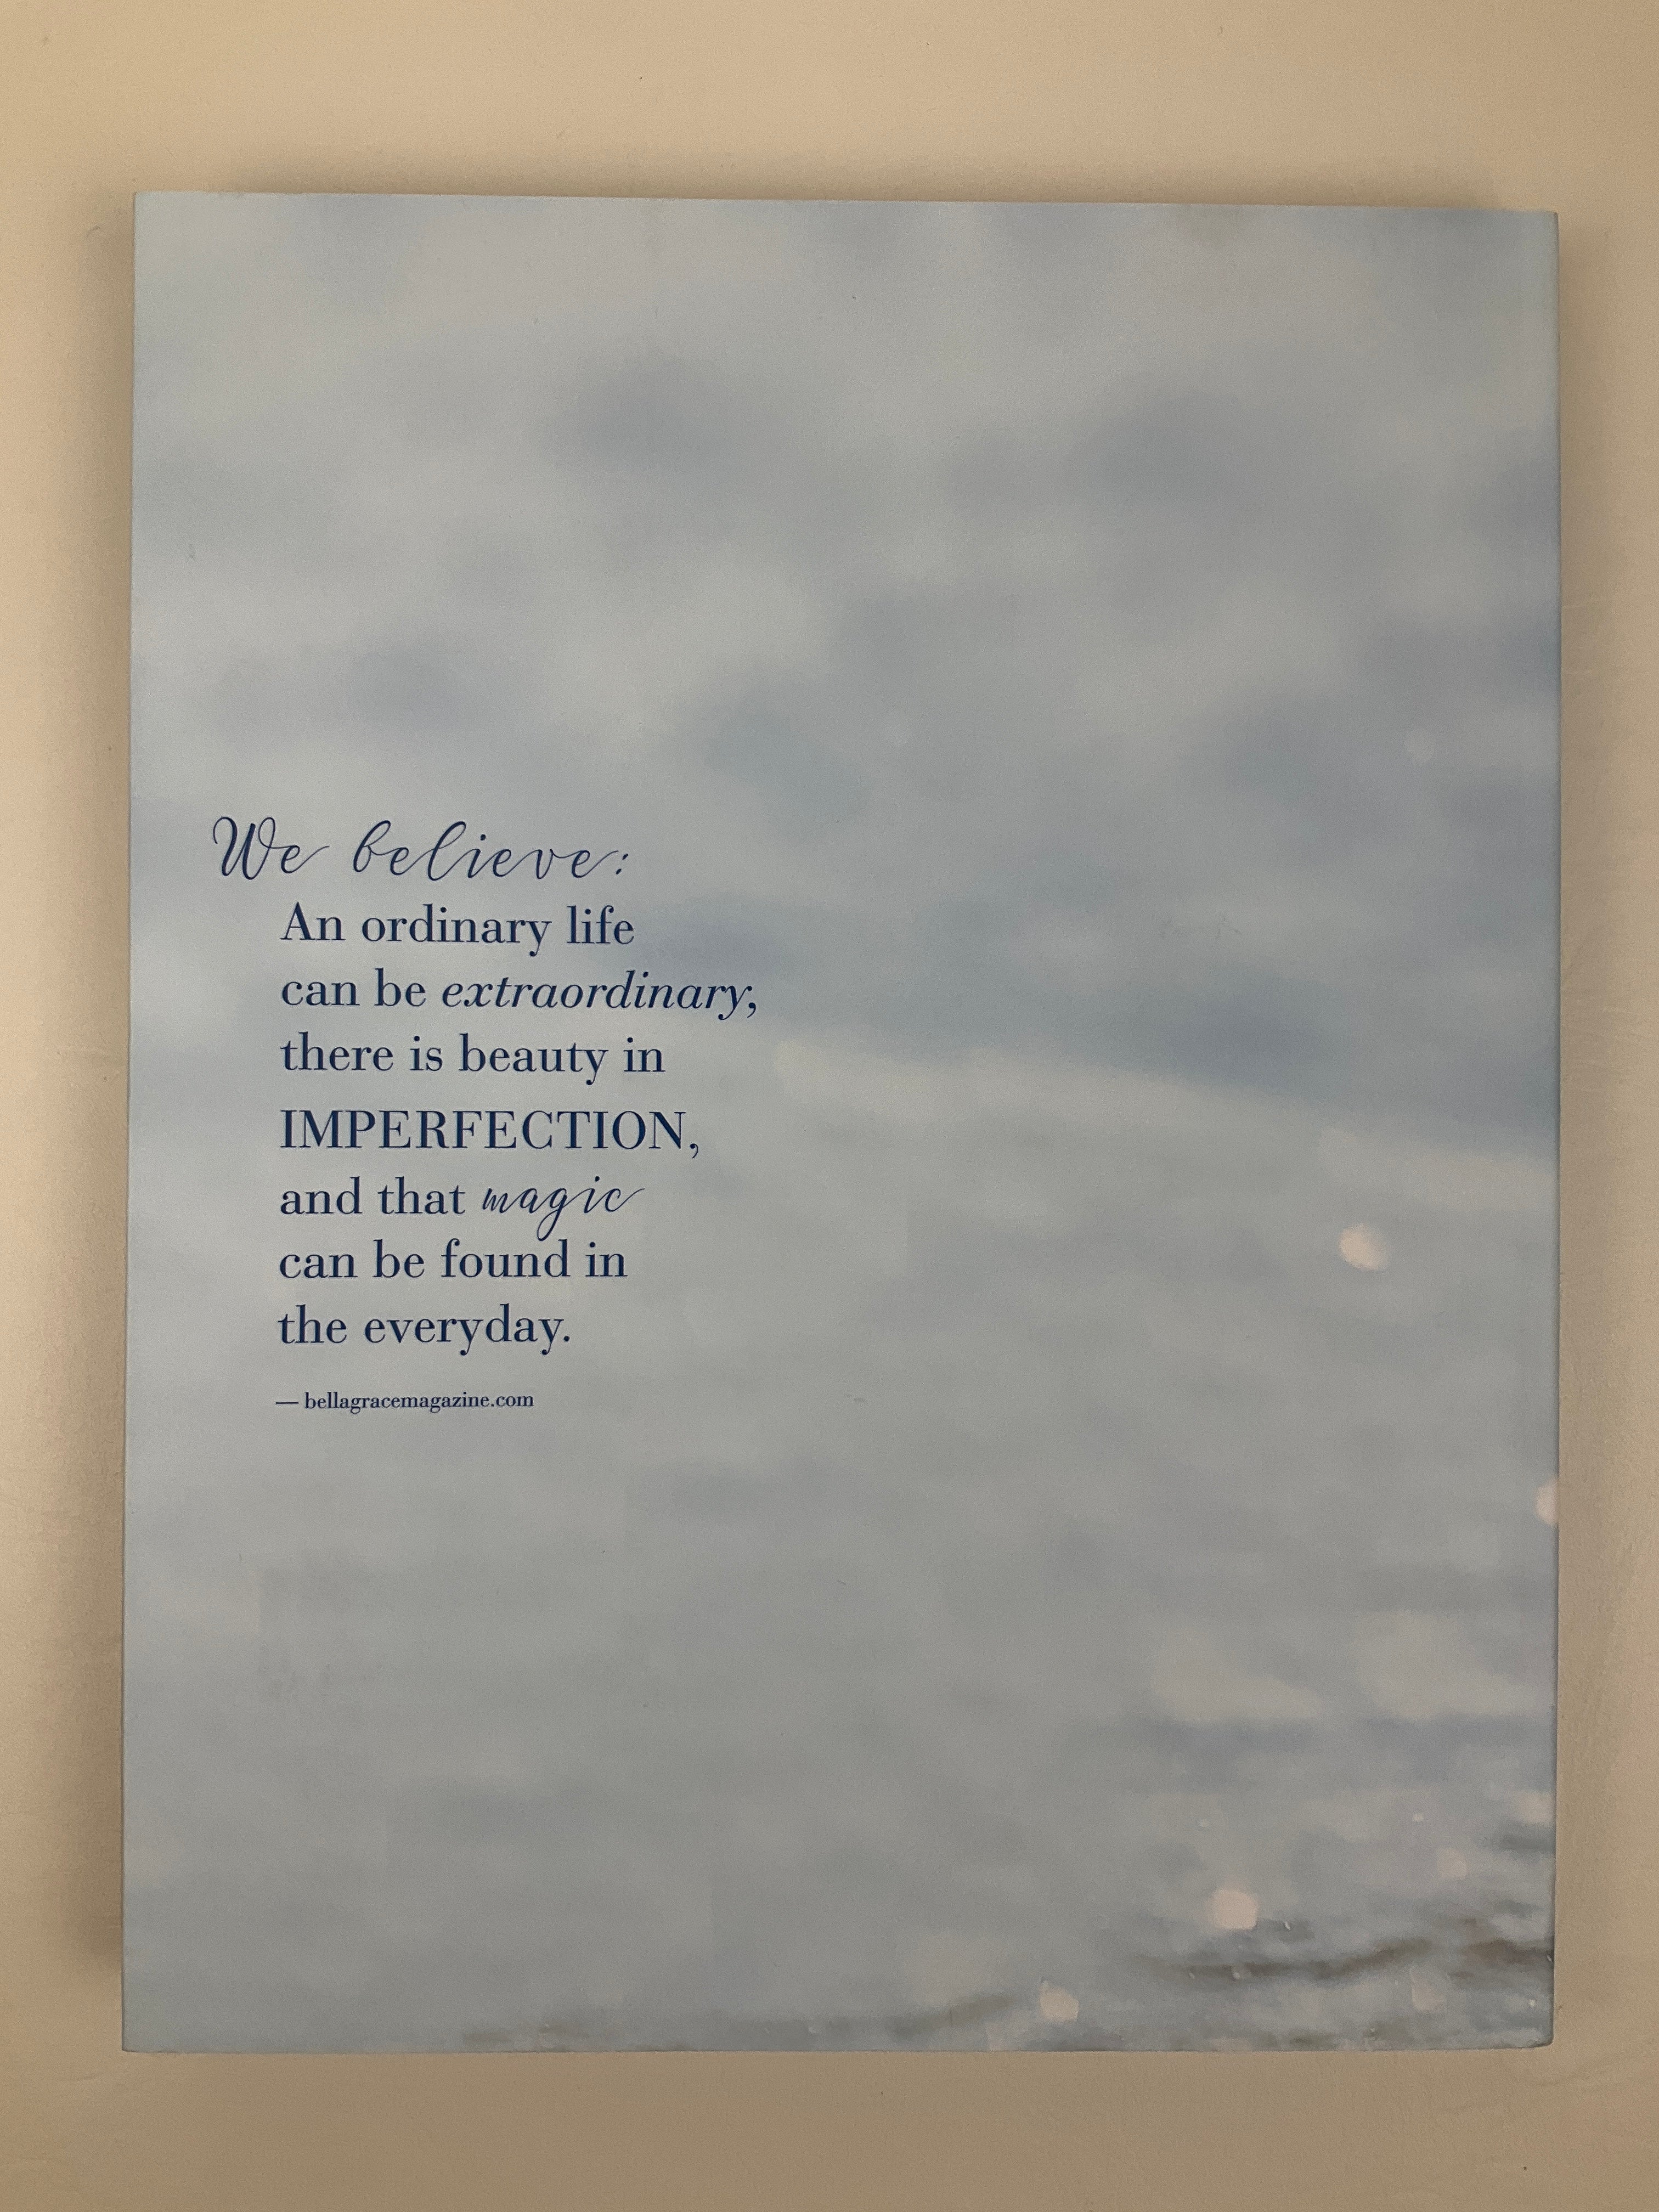 We believe:
An ordinary life
can be extraordinary,
there is beauty in
IMPERFECTION,
and that magic
can be found in
the everyday.
— bellagracemagazine.com